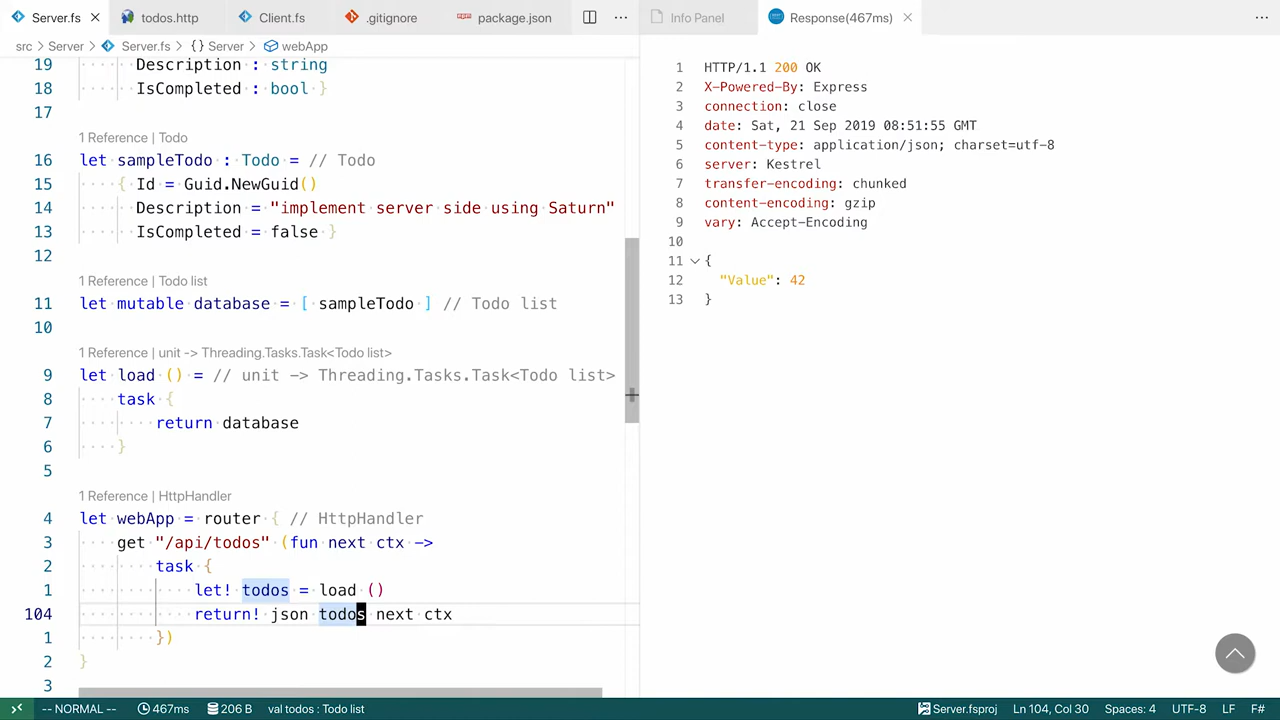 Server.fs
todos.http
Client.fs
.gitignore
package.json
Info Panel
Response(467ms)
src > Server > Server.fs > {} Server > webApp
19 Description : string
18 IsCompleted : bool }
17
1 Reference | Todo
16 let sampleTodo : Todo = // Todo
15 { Id = Guid.NewGuid()
14 Description = "implement server side using Saturn"
13 IsCompleted = false }
12
1 Reference | Todo list
11 let mutable database = [ sampleTodo ] // Todo list
10
1 Reference | unit -> Threading.Tasks.Task<Todo list>
9 let load () = // unit -> Threading.Tasks.Task<Todo list>
8 task {
7 return database
6 }
5
1 Reference | HttpHandler
4 let webApp = router { // HttpHandler
3 get "/api/todos" (fun next ctx ->
2 task {
1 let! todos = load ()
104 return! json todos next ctx
1 })
2 }
3
1 HTTP/1.1 200 OK
2 X-Powered-By: Express
3 connection: close
4 date: Sat, 21 Sep 2019 08:51:55 GMT
5 content-type: application/json; charset=utf-8
6 server: Kestrel
7 transfer-encoding: chunked
8 content-encoding: gzip
9 vary: Accept-Encoding
10
11 {
12 "Value": 42
13 }
-- NORMAL -- 467ms 206 B val todos : Todo list Server.fsproj Ln 104, Col 30 Spaces: 4 UTF-8 LF F#